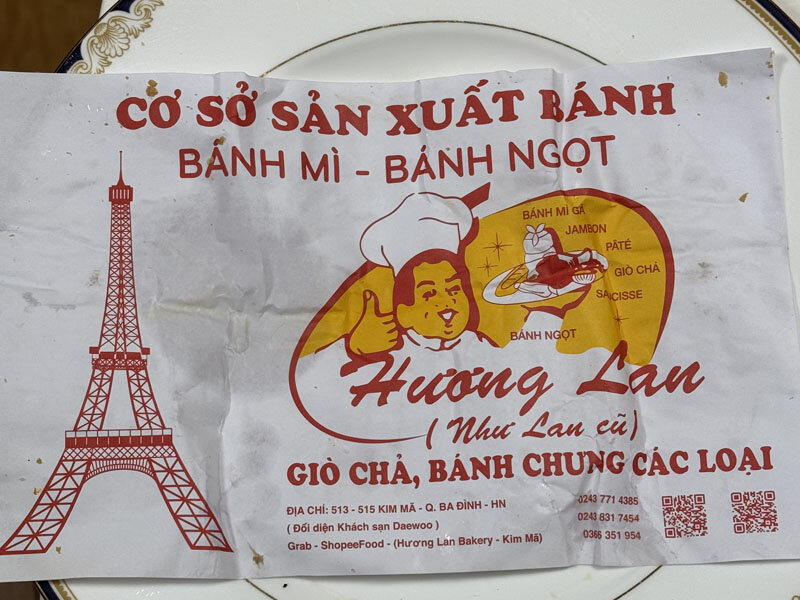 CƠ SỞ SẢN XUẤT BÁNH
BÁNH MÌ - BÁNH NGỌT
BÁNH MÌ GÀ
JAMBON
PÂTÉ
GIÒ CHẢ
SAUCISSE
BÁNH NGỌT
Hương Lan
( Như Lan cũ )
GIÒ CHẢ, BÁNH CHƯNG CÁC LOẠI
ĐỊA CHỈ: 513 - 515 KIM MÃ - Q. BA ĐÌNH - HN
( Đối diện Khách sạn Daewoo )
Grab - ShopeeFood - (Hương Lan Bakery - Kim Mã)
0243 771 4385
0243 831 7454
0366 351 954